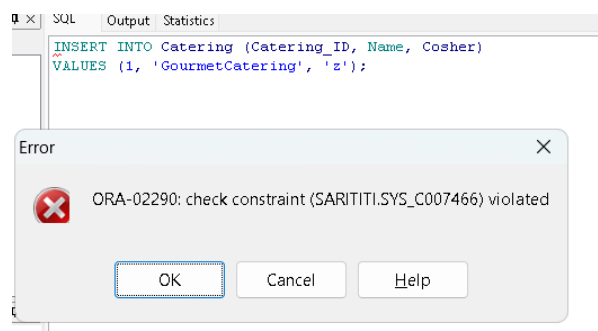 SQL Output Statistics
INSERT INTO Catering (Catering_ID, Name, Cosher)
VALUES (1, 'GourmetCatering', 'z');
Error
ORA-02290: check constraint (SARITITI.SYS_C007466) violated
OK Cancel Help